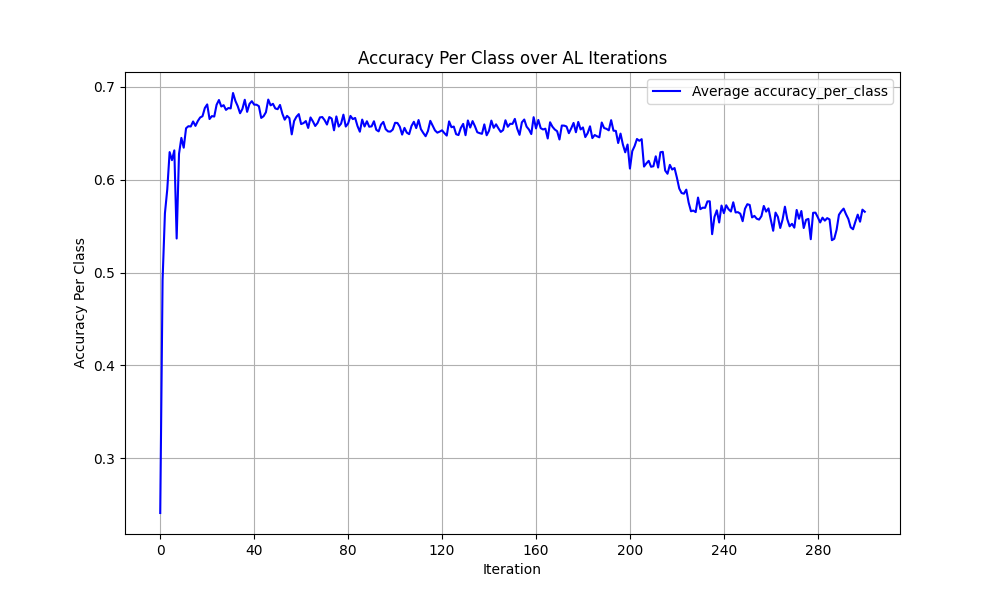 Accuracy Per Class over AL Iterations
Average accuracy_per_class
Accuracy Per Class
0.7
0.6
0.5
0.4
0.3
0 40 80 120 160 200 240 280
Iteration